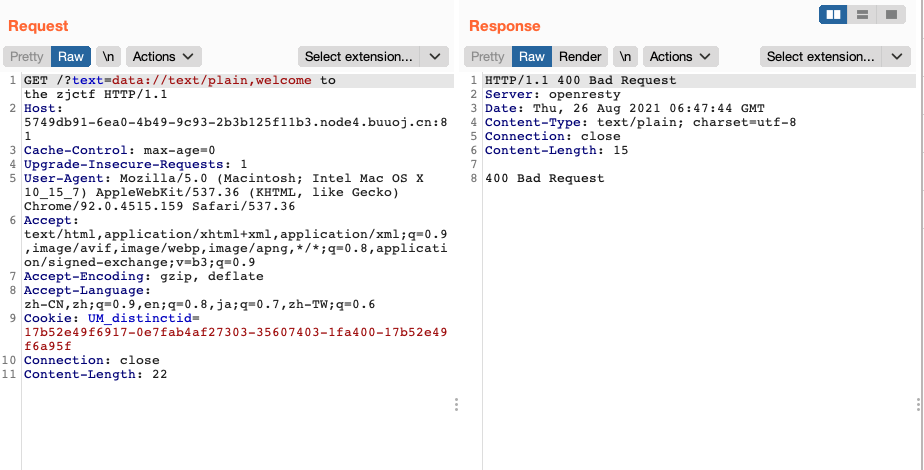 Request
Pretty Raw \n Actions Select extension...
1 GET /?text=data://text/plain,welcome to
the zjctf HTTP/1.1
2 Host:
5749db91-6ea0-4b49-9c93-2b3b125f11b3.node4.buuoj.cn:8
1
3 Cache-Control: max-age=0
4 Upgrade-Insecure-Requests: 1
5 User-Agent: Mozilla/5.0 (Macintosh; Intel Mac OS X
10_15_7) AppleWebKit/537.36 (KHTML, like Gecko)
Chrome/92.0.4515.159 Safari/537.36
6 Accept:
text/html,application/xhtml+xml,application/xml;q=0.9
,image/avif,image/webp,image/apng,*/*;q=0.8,applicati
on/signed-exchange;v=b3;q=0.9
7 Accept-Encoding: gzip, deflate
8 Accept-Language:
zh-CN,zh;q=0.9,en;q=0.8,ja;q=0.7,zh-TW;q=0.6
9 Cookie: UM_distinctid=
17b52e49f6917-0e7fab4af27303-35607403-1fa400-17b52e49
f6a95f
10 Connection: close
11 Content-Length: 22
Response
Pretty Raw Render \n Actions Select extension...
1 HTTP/1.1 400 Bad Request
2 Server: openresty
3 Date: Thu, 26 Aug 2021 06:47:44 GMT
4 Content-Type: text/plain; charset=utf-8
5 Connection: close
6 Content-Length: 15
7
8 400 Bad Request